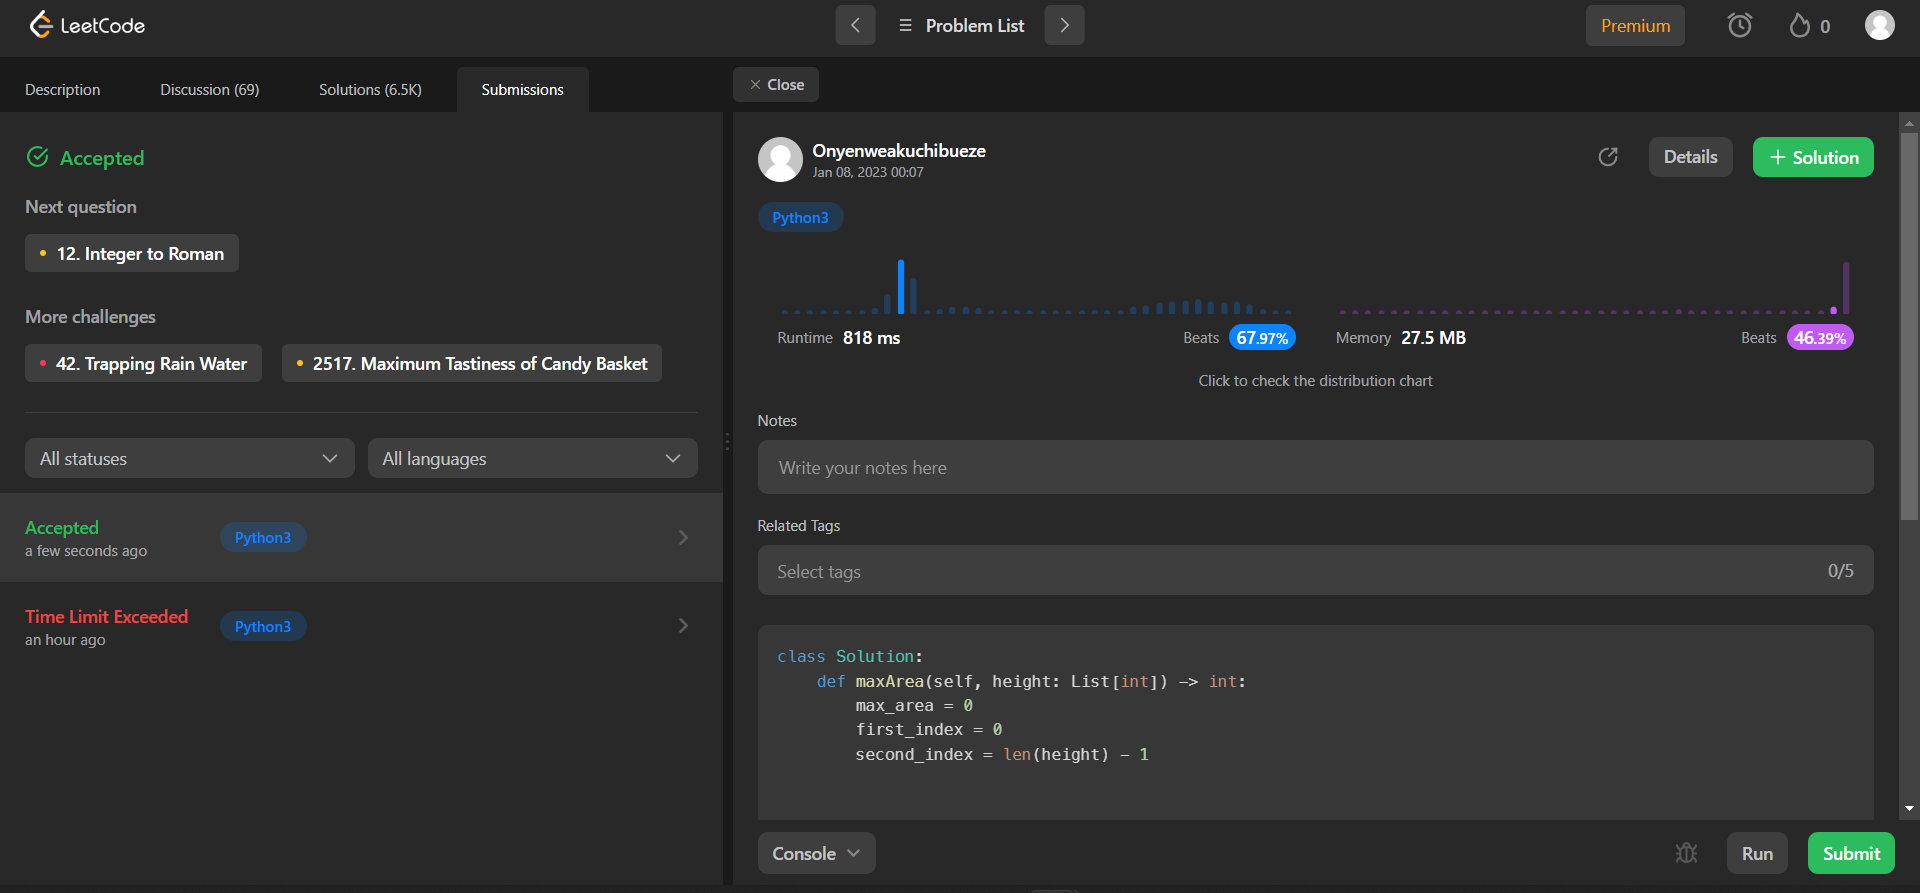 LeetCode
Problem List
Premium
0
Description
Discussion (69)
Solutions (6.5K)
Submissions
Close
Accepted
Next question
12. Integer to Roman
More challenges
42. Trapping Rain Water
2517. Maximum Tastiness of Candy Basket
All statuses
All languages
Accepted
a few seconds ago
Python3
Time Limit Exceeded
an hour ago
Python3
Onyenweakuchibueze
Jan 08, 2023 00:07
Details
+ Solution
Python3
Runtime 818 ms
Beats 67.97%
Memory 27.5 MB
Beats 46.39%
Click to check the distribution chart
Notes
Write your notes here
Related Tags
Select tags
0/5
class Solution:
    def maxArea(self, height: List[int]) -> int:
        max_area = 0
        first_index = 0
        second_index = len(height) - 1
Console
Run
Submit